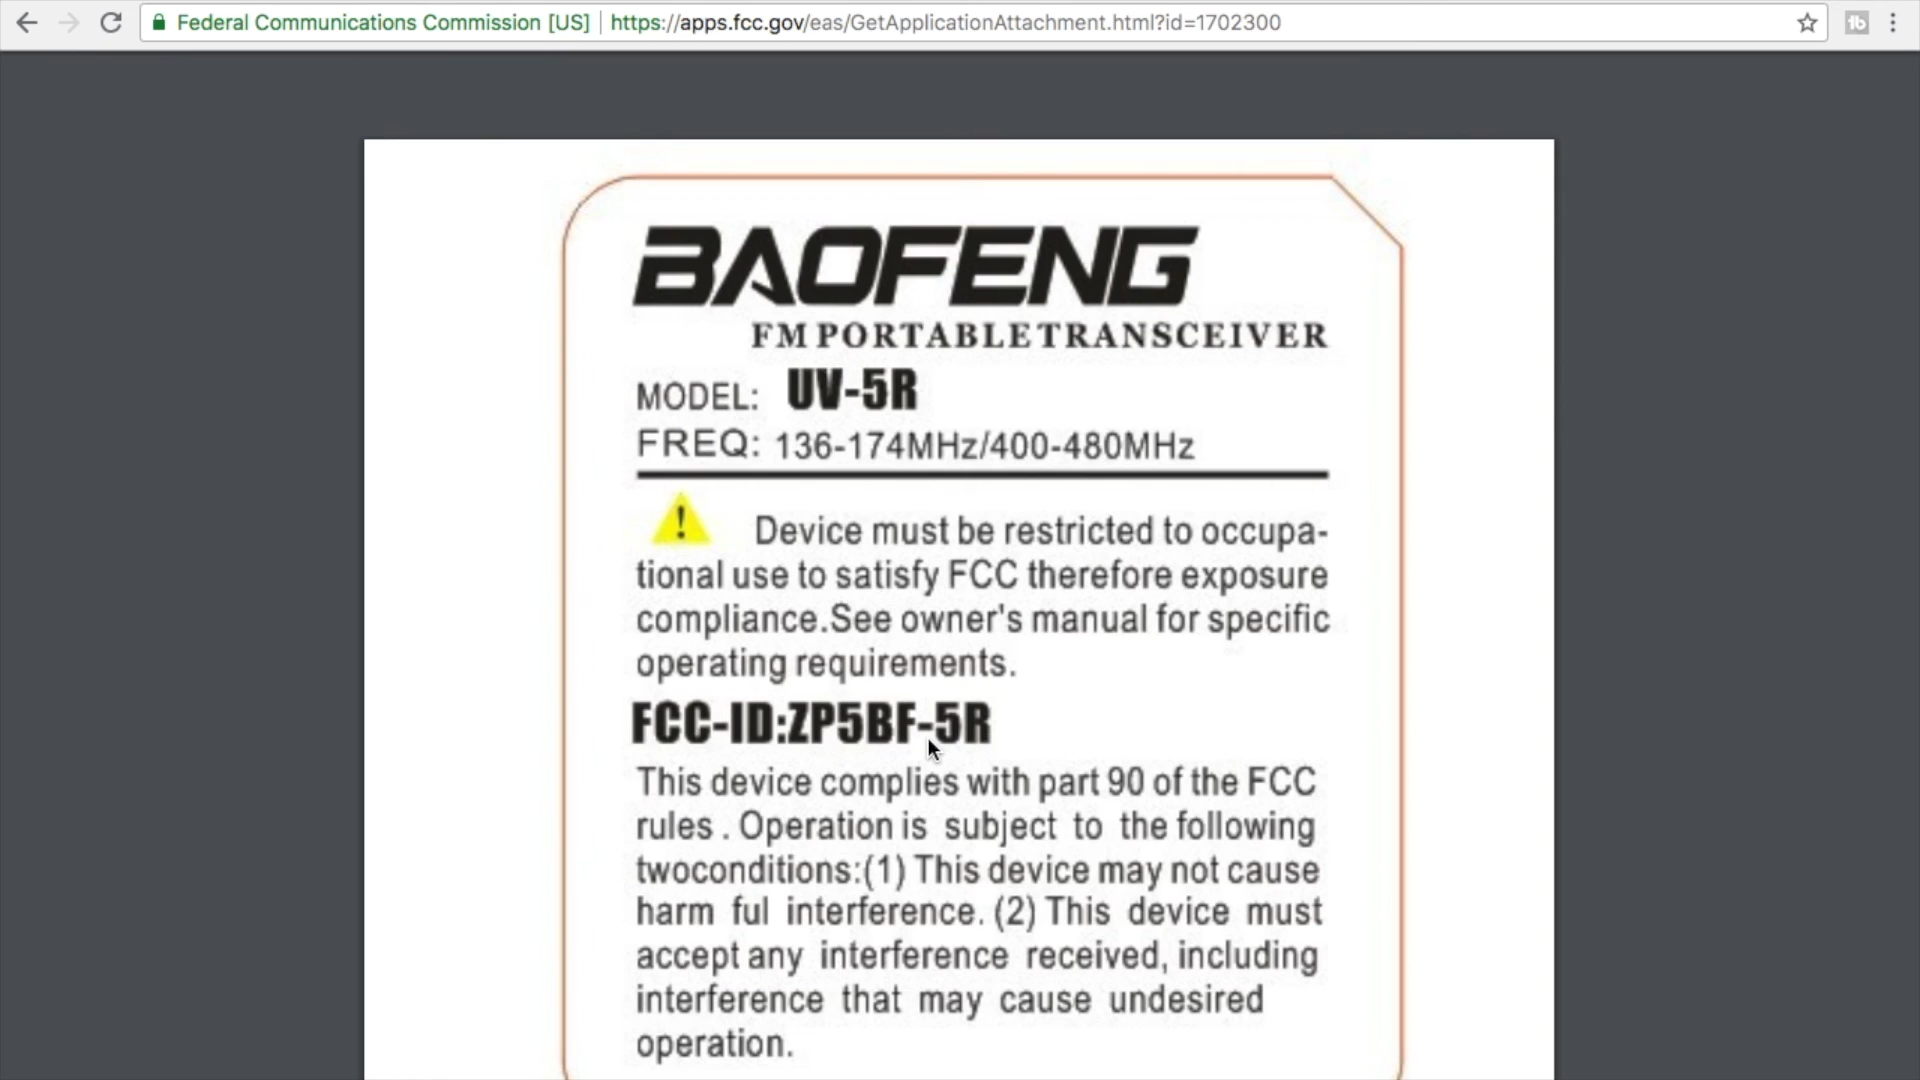 Federal Communications Commission [US] https://apps.fcc.gov/eas/GetApplicationAttachment.html?id=1702300
BAOFENG
FM PORTABLE TRANSCEIVER
MODEL: UV-5R
FREQ: 136-174MHz/400-480MHz
! Device must be restricted to occupa-
tional use to satisfy FCC therefore exposure
compliance.See owner's manual for specific
operating requirements.
FCC-ID:ZP5BF-5R
This device complies with part 90 of the FCC
rules . Operation is subject to the following
twoconditions:(1) This device may not cause
harm ful interference. (2) This device must
accept any interference received, including
interference that may cause undesired
operation.